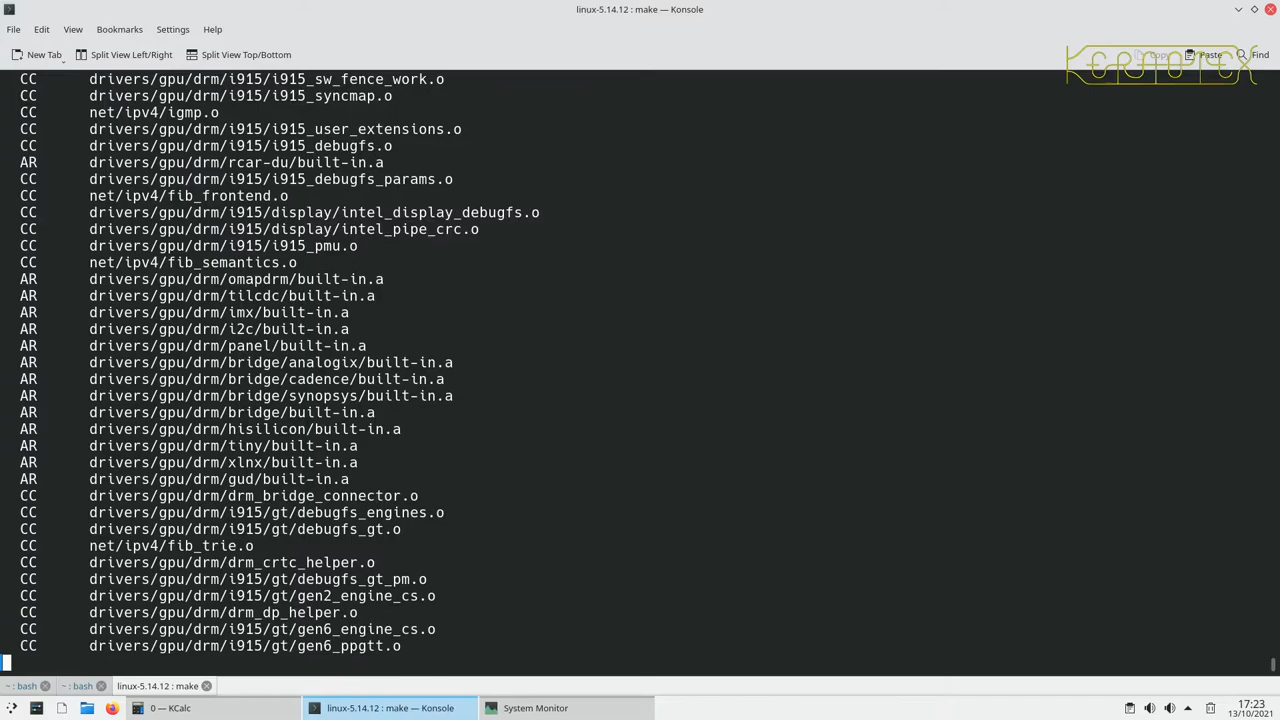 linux-5.14.12 : make — Konsole
File Edit View Bookmarks Settings Help
New Tab Split View Left/Right Split View Top/Bottom Copy Paste Find
KERNOTEX
CC drivers/gpu/drm/i915/i915_sw_fence_work.o
CC drivers/gpu/drm/i915/i915_syncmap.o
CC net/ipv4/igmp.o
CC drivers/gpu/drm/i915/i915_user_extensions.o
CC drivers/gpu/drm/i915/i915_debugfs.o
AR drivers/gpu/drm/rcar-du/built-in.a
CC drivers/gpu/drm/i915/i915_debugfs_params.o
CC net/ipv4/fib_frontend.o
CC drivers/gpu/drm/i915/display/intel_display_debugfs.o
CC drivers/gpu/drm/i915/display/intel_pipe_crc.o
CC drivers/gpu/drm/i915/i915_pmu.o
CC net/ipv4/fib_semantics.o
AR drivers/gpu/drm/omapdrm/built-in.a
AR drivers/gpu/drm/tilcdc/built-in.a
AR drivers/gpu/drm/imx/built-in.a
AR drivers/gpu/drm/i2c/built-in.a
AR drivers/gpu/drm/panel/built-in.a
AR drivers/gpu/drm/bridge/analogix/built-in.a
AR drivers/gpu/drm/bridge/cadence/built-in.a
AR drivers/gpu/drm/bridge/synopsys/built-in.a
AR drivers/gpu/drm/bridge/built-in.a
AR drivers/gpu/drm/hisilicon/built-in.a
AR drivers/gpu/drm/tiny/built-in.a
AR drivers/gpu/drm/xlnx/built-in.a
AR drivers/gpu/drm/gud/built-in.a
CC drivers/gpu/drm/drm_bridge_connector.o
CC drivers/gpu/drm/i915/gt/debugfs_engines.o
CC drivers/gpu/drm/i915/gt/debugfs_gt.o
CC net/ipv4/fib_trie.o
CC drivers/gpu/drm/drm_crtc_helper.o
CC drivers/gpu/drm/i915/gt/debugfs_gt_pm.o
CC drivers/gpu/drm/i915/gt/gen2_engine_cs.o
CC drivers/gpu/drm/drm_dp_helper.o
CC drivers/gpu/drm/i915/gt/gen6_engine_cs.o
CC drivers/gpu/drm/i915/gt/gen6_ppgtt.o
~ : bash ~ : bash linux-5.14.12 : make
0 — KCalc linux-5.14.12 : make — Konsole System Monitor 17:23
13/10/2021